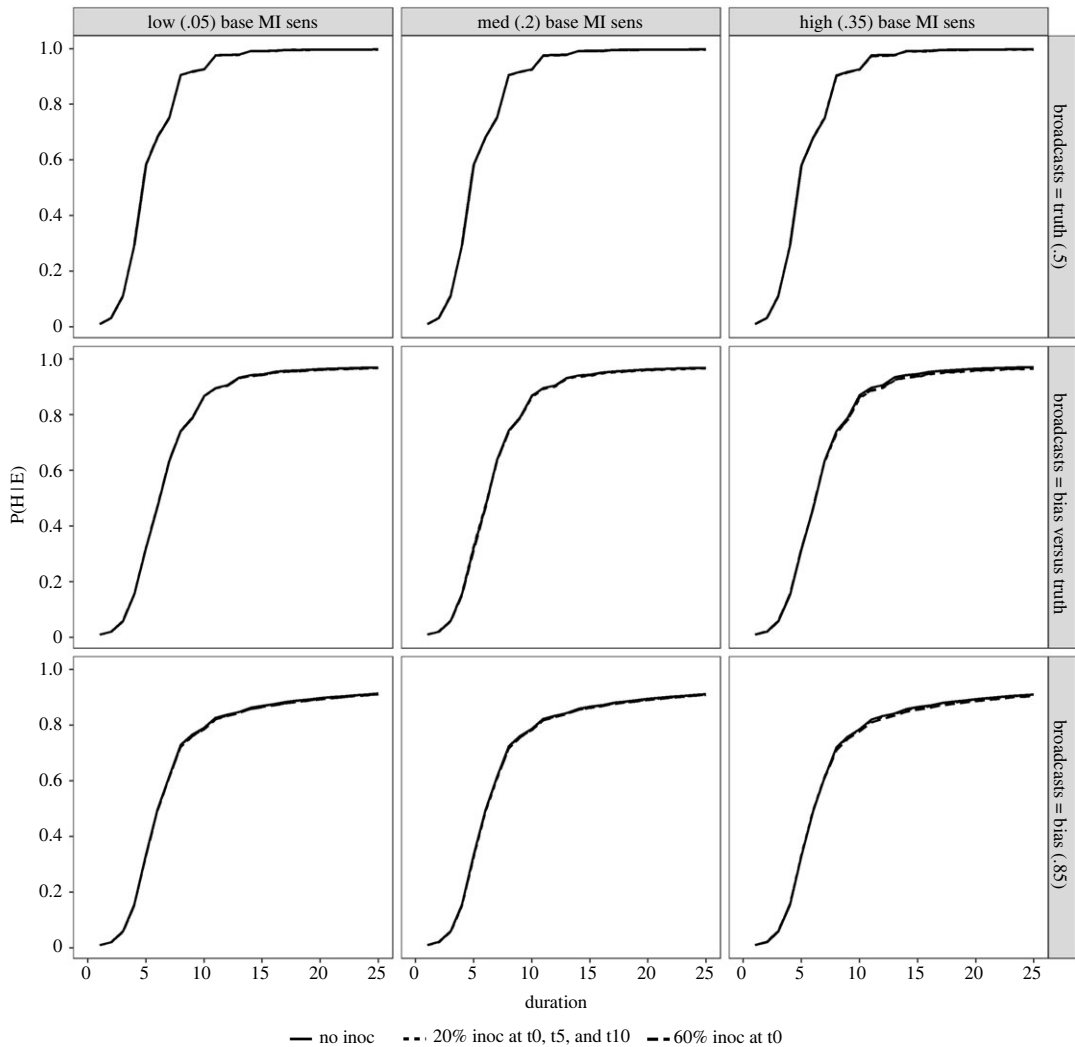 low (.05) base MI sens
med (.2) base MI sens
high (.35) base MI sens
1.0
0.8
0.6
0.4
0.2
0
broadcasts = truth (.5)
1.0
0.8
0.6
0.4
0.2
0
broadcasts = bias versus truth
P(H|E)
1.0
0.8
0.6
0.4
0.2
0
broadcasts = bias (.85)
0 5 10 15 20 25
0 5 10 15 20 25
0 5 10 15 20 25
duration
no inoc
20% inoc at t0, t5, and t10
60% inoc at t0